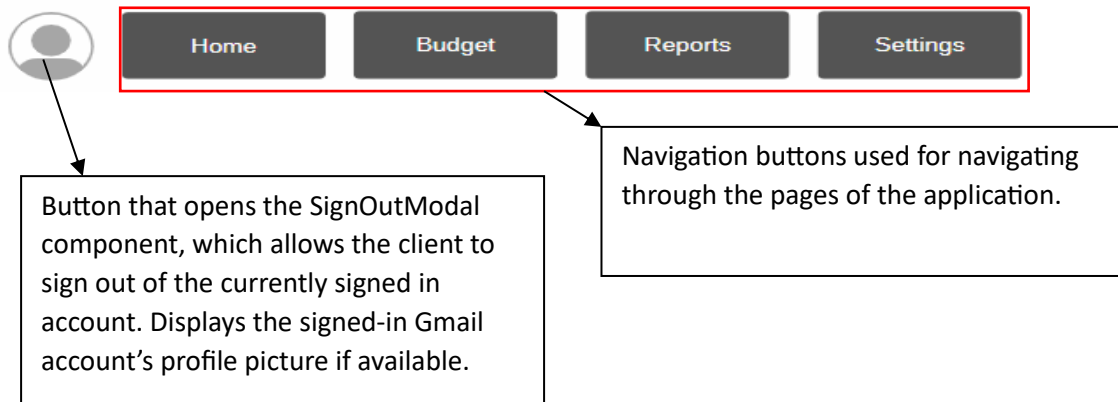 Home Budget Reports Settings
Navigation buttons used for navigating
through the pages of the application.
Button that opens the SignOutModal
component, which allows the client to
sign out of the currently signed in
account. Displays the signed-in Gmail
account’s profile picture if available.